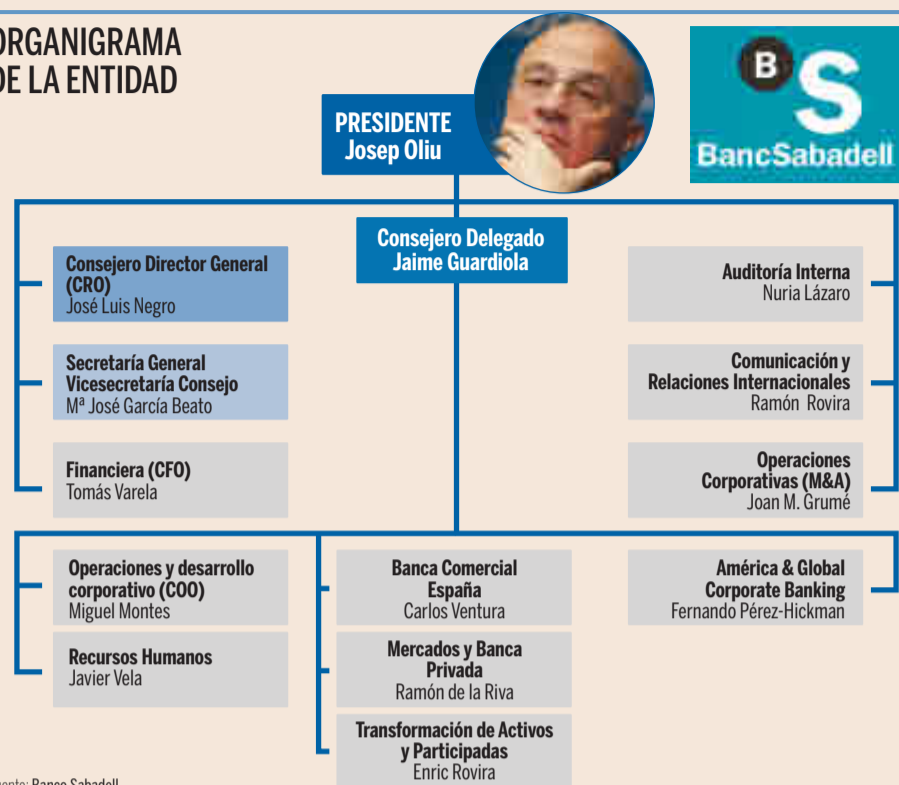 ORGANIGRAMA
DE LA ENTIDAD
PRESIDENTE
Josep Oliu
B S
BancSabadell
Consejero Delegado
Jaime Guardiola
Consejero Director General
(CRO)
José Luis Negro
Auditoría Interna
Nuria Lázaro
Secretaría General
Vicesecretaría Consejo
Mª José García Beato
Comunicación y
Relaciones Internacionales
Ramón Rovira
Financiera (CFO)
Tomás Varela
Operaciones
Corporativas (M&A)
Joan M. Grumé
Operaciones y desarrollo
corporativo (COO)
Miguel Montes
Banca Comercial
España
Carlos Ventura
América & Global
Corporate Banking
Fernando Pérez-Hickman
Recursos Humanos
Javier Vela
Mercados y Banca
Privada
Ramón de la Riva
Transformación de Activos
y Participadas
Enric Rovira
Banco Sabadell